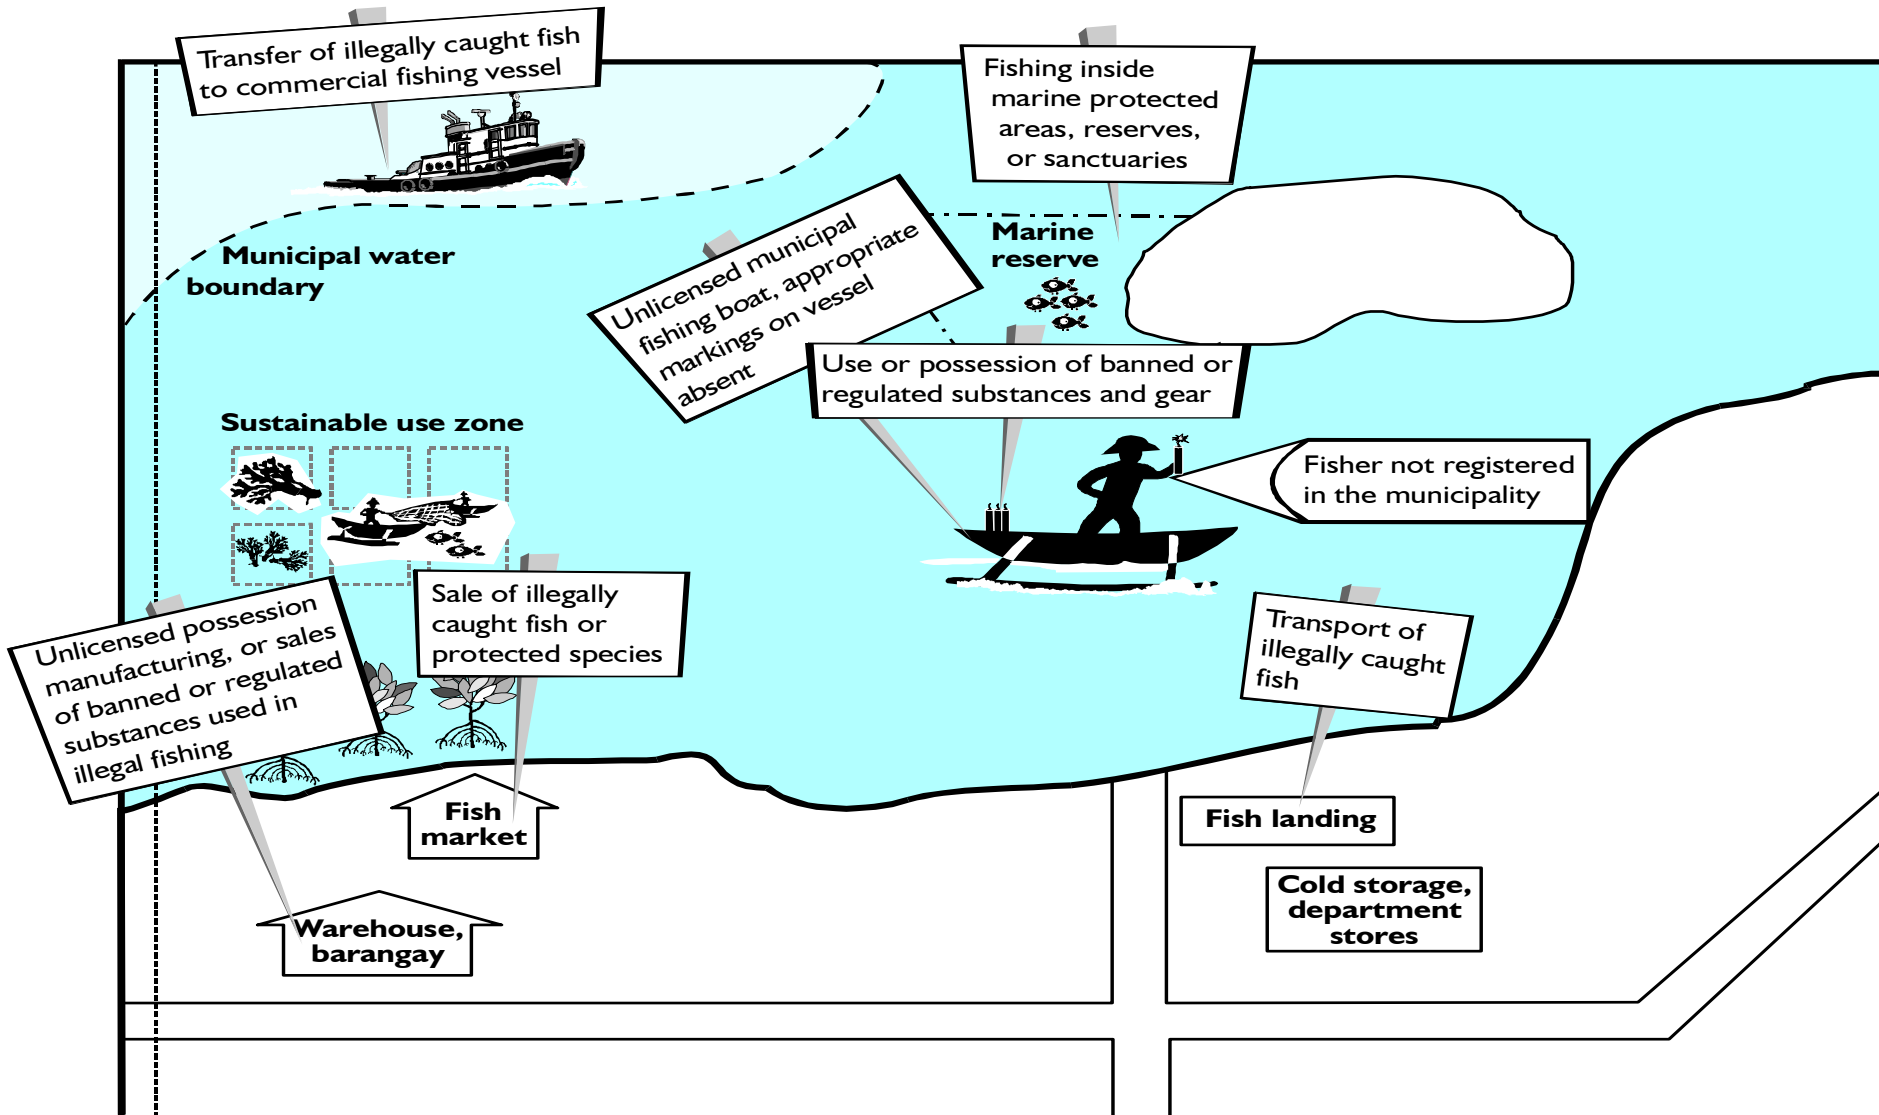 Transfer of illegally caught fish
to commercial fishing vessel
Fishing inside
marine protected
areas, reserves,
or sanctuaries
Municipal water
boundary
Unlicensed municipal
fishing boat, appropriate
markings on vessel
absent
Marine
reserve
Use or possession of banned or
regulated substances and gear
Sustainable use zone
Fisher not registered
in the municipality
Unlicensed possession
manufacturing, or sales
of banned or regulated
substances used in
illegal fishing
Sale of illegally
caught fish or
protected species
Transport of
illegally caught
fish
Fish
market
Fish landing
Cold storage,
department
stores
Warehouse,
barangay